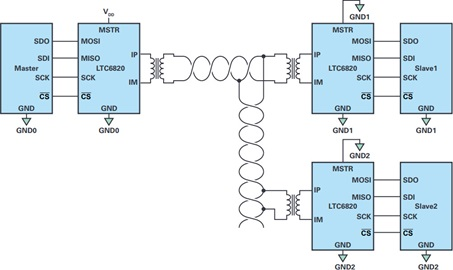 VDD
MSTR
SDO
MOSI
IP
SDI
MISO
Master
LTC6820
SCK
SCK
IM
CS
CS
GND
GND
GND0
GND0
GND1
MSTR
IP
MOSI
SDO
MISO
SDI
LTC6820
Slave1
IM
SCK
SCK
CS
CS
GND
GND
GND1
GND1
GND2
MSTR
MOSI
SDO
IP
MISO
SDI
LTC6820
Slave2
IM
SCK
SCK
CS
CS
GND
GND
GND2
GND2